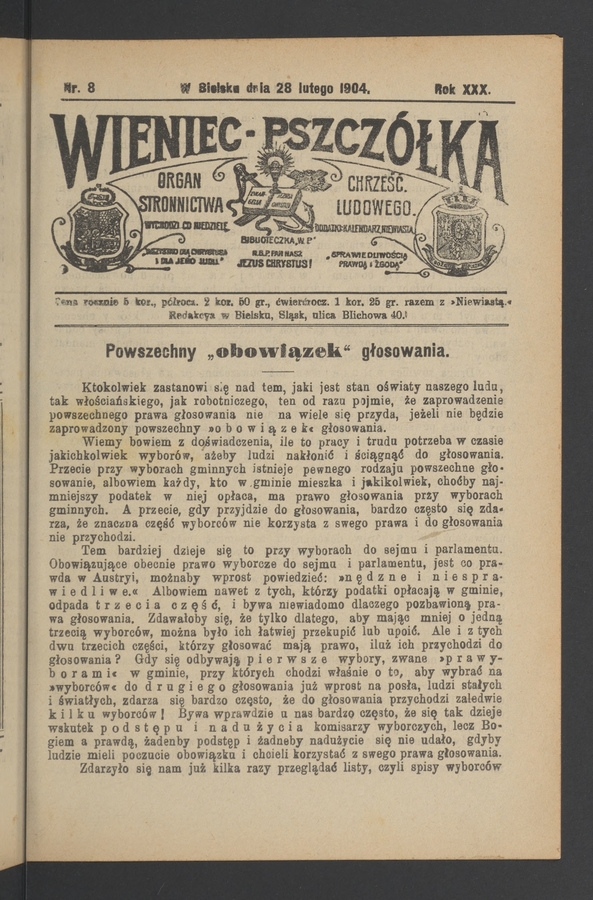 Nr. 8 W Bielsku dnia 28 lutego 1904. Rok XXX.
WIENIEC-PSZCZÓŁKA
ORGAN CHRZEŚC.
STRONNICTWA LUDOWEGO.
WYCHODZI CO NIEDZIELĘ DODATKI-KALENDARZ, NIEWIASTA,
BIBLIOTECZKA „W. P."
„WSZYSTKO DLA CHRYSTUSA N.B.P. PAN NASZ „SPRAWIEDLIWOŚCIĄ
I DLA JEGO LUDU." JEZUS CHRYSTUS! PRAWDĄ i ZGODĄ"
Cena rocznie 5 kor., półrocz. 2 kor. 50 gr., ćwierćrocz. 1 kor. 25 gr. razem z »Niewiastą.«
Redakcya w Bielsku, Śląsk, ulica Blichowa 40.
Powszechny „obowiązek" głosowania.
Ktokolwiek zastanowi się nad tem, jaki jest stan oświaty naszego ludu,
tak włościańskiego, jak robotniczego, ten od razu pojmie, że zaprowadzenie
powszechnego prawa głosowania nie na wiele się przyda, jeżeli nie będzie
zaprowadzony powszechny »obowiązek« głosowania.
Wiemy bowiem z doświadczenia, ile to pracy i trudu potrzeba w czasie
jakichkolwiek wyborów, ażeby ludzi nakłonić i ściągnąć do głosowania.
Przecie przy wyborach gminnych istnieje pewnego rodzaju powszechne gło-
sowanie, albowiem każdy, kto w gminie mieszka i jakikolwiek, choćby naj-
mniejszy podatek w niej opłaca, ma prawo głosowania przy wyborach
gminnych. A przecie, gdy przyjdzie do głosowania, bardzo często się zda-
rza, że znaczna część wyborców nie korzysta z swego prawa i do głosowania
nie przychodzi.
Tem bardziej dzieje się to przy wyborach do sejmu i parlamentu.
Obowiązujące obecnie prawo wyborcze do sejmu i parlamentu, jest co pra-
wda w Austryi, możnaby wprost powiedzieć: »nędzne i niespra-
wiedliwe.« Albowiem nawet z tych, którzy podatki opłacają w gminie,
odpada trzecia część, i bywa niewiadomo dlaczego pozbawioną pra-
wa głosowania. Zdawałoby się, że tylko dlatego, aby mając mniej o jedną
trzecią wyborców, można było ich łatwiej przekupić lub upoić. Ale i z tych
dwu trzecich części, którzy głosować mają prawo, iluż ich przychodzi do
głosowania? Gdy się odbywają pierwsze wybory, zwane »prawy-
borami« w gminie, przy których chodzi właśnie o to, aby wybrać na
»wyborców« do drugiego głosowania już wprost na posła, ludzi stałych
i światłych, zdarza się bardzo często, że do głosowania przychodzi zaledwie
kilku wyborców! Bywa wprawdzie u nas bardzo często, że się tak dzieje
wskutek podstępu i nadużycia komisarzy wyborczych, lecz Bo-
giem a prawdą, żadenby podstęp i żadneby nadużycie się nie udało, gdyby
ludzie mieli poczucie obowiązku i chcieli korzystać z swego prawa głosowania.
Zdarzyło się nam już kilka razy przeglądać listy, czyli spisy wyborców